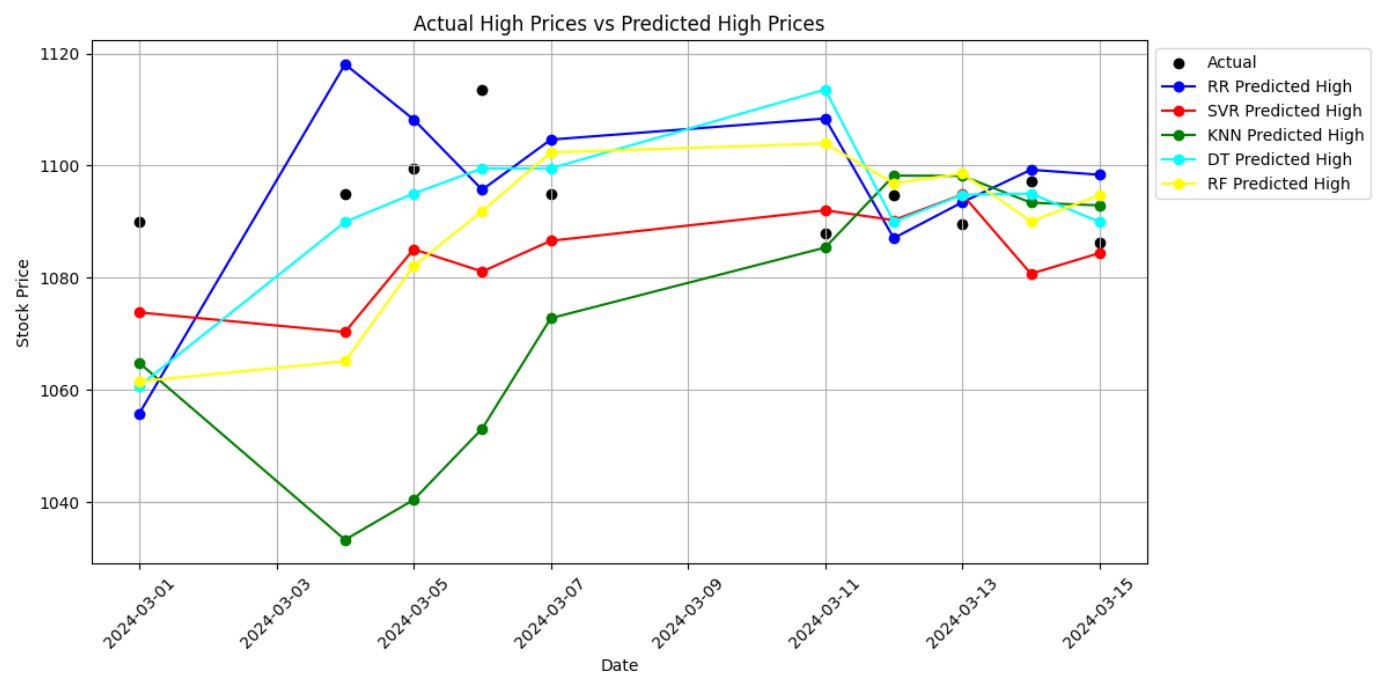 Actual High Prices vs Predicted High Prices
1120
1100
1080
1060
1040
Stock Price
2024-03-01
2024-03-03
2024-03-05
2024-03-07
2024-03-09
2024-03-11
2024-03-13
2024-03-15
Date
Actual
RR Predicted High
SVR Predicted High
KNN Predicted High
DT Predicted High
RF Predicted High